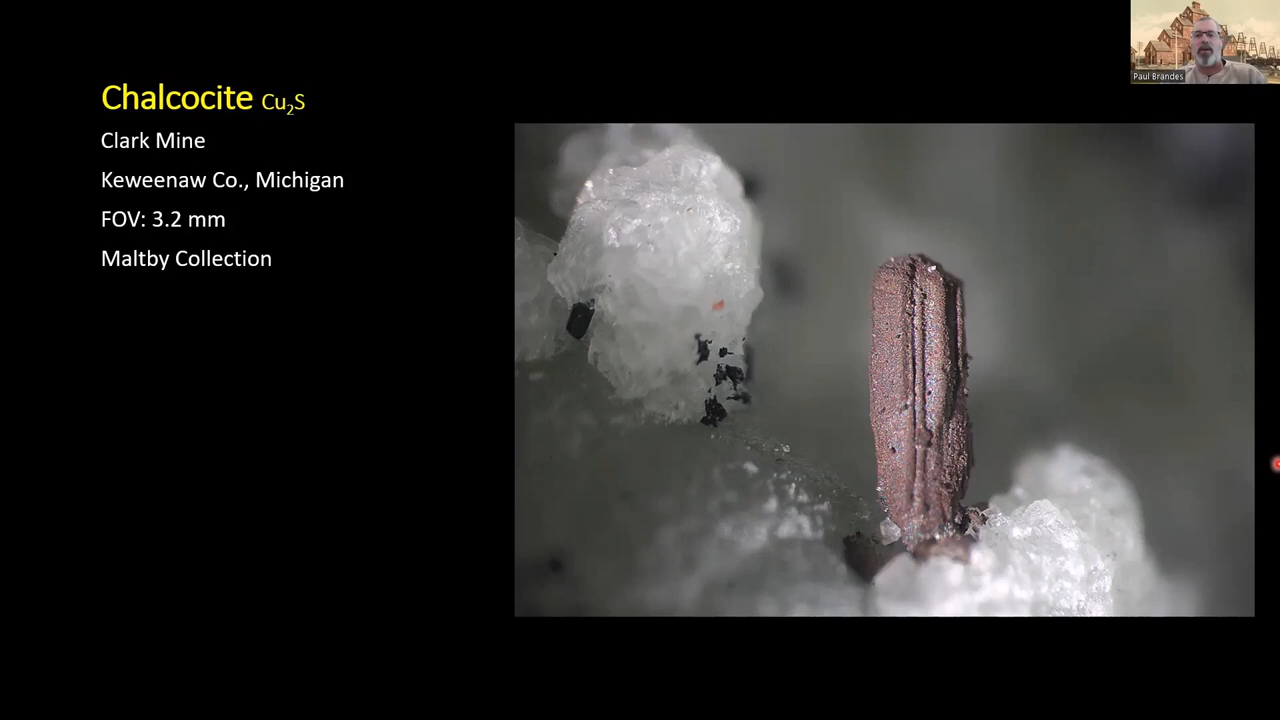 Chalcocite Cu₂S
Clark Mine
Keweenaw Co., Michigan
FOV: 3.2 mm
Maltby Collection
Paul Brandes